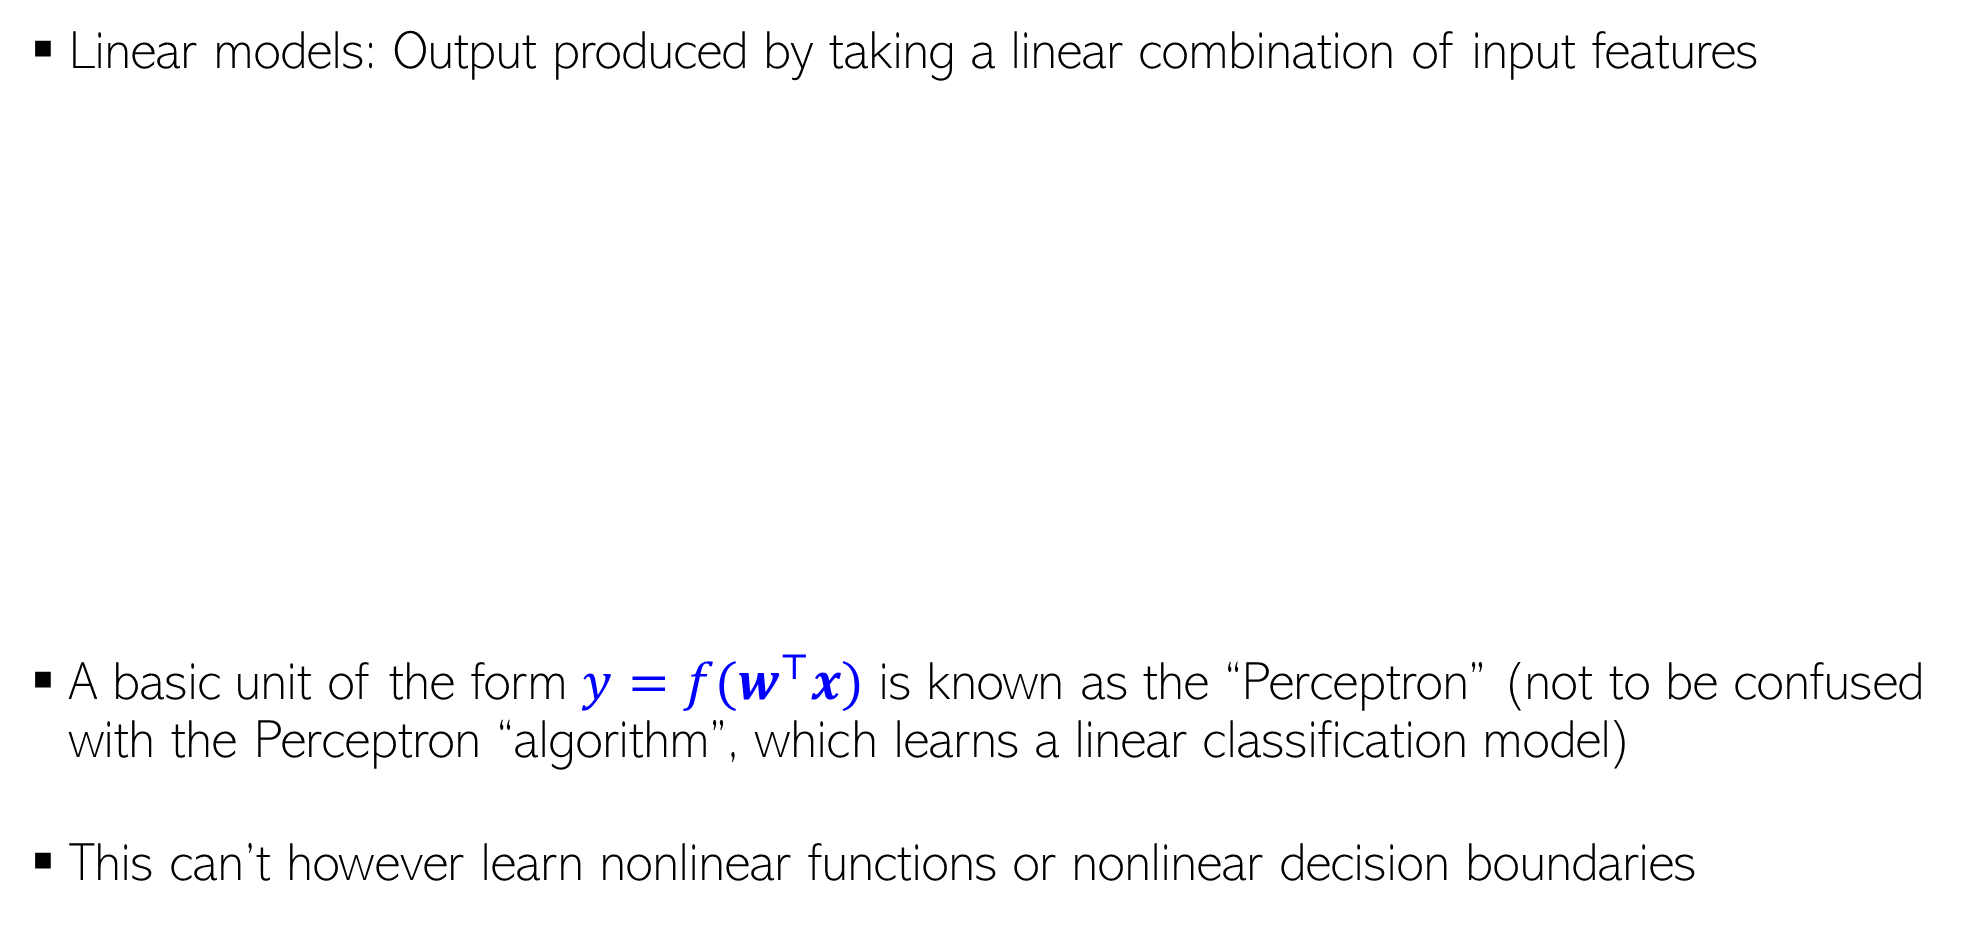 ▪ Linear models: Output produced by taking a linear combination of input features
▪ A basic unit of the form y = f(w⊤x) is known as the “Perceptron” (not to be confused
with the Perceptron “algorithm”, which learns a linear classification model)
▪ This can’t however learn nonlinear functions or nonlinear decision boundaries